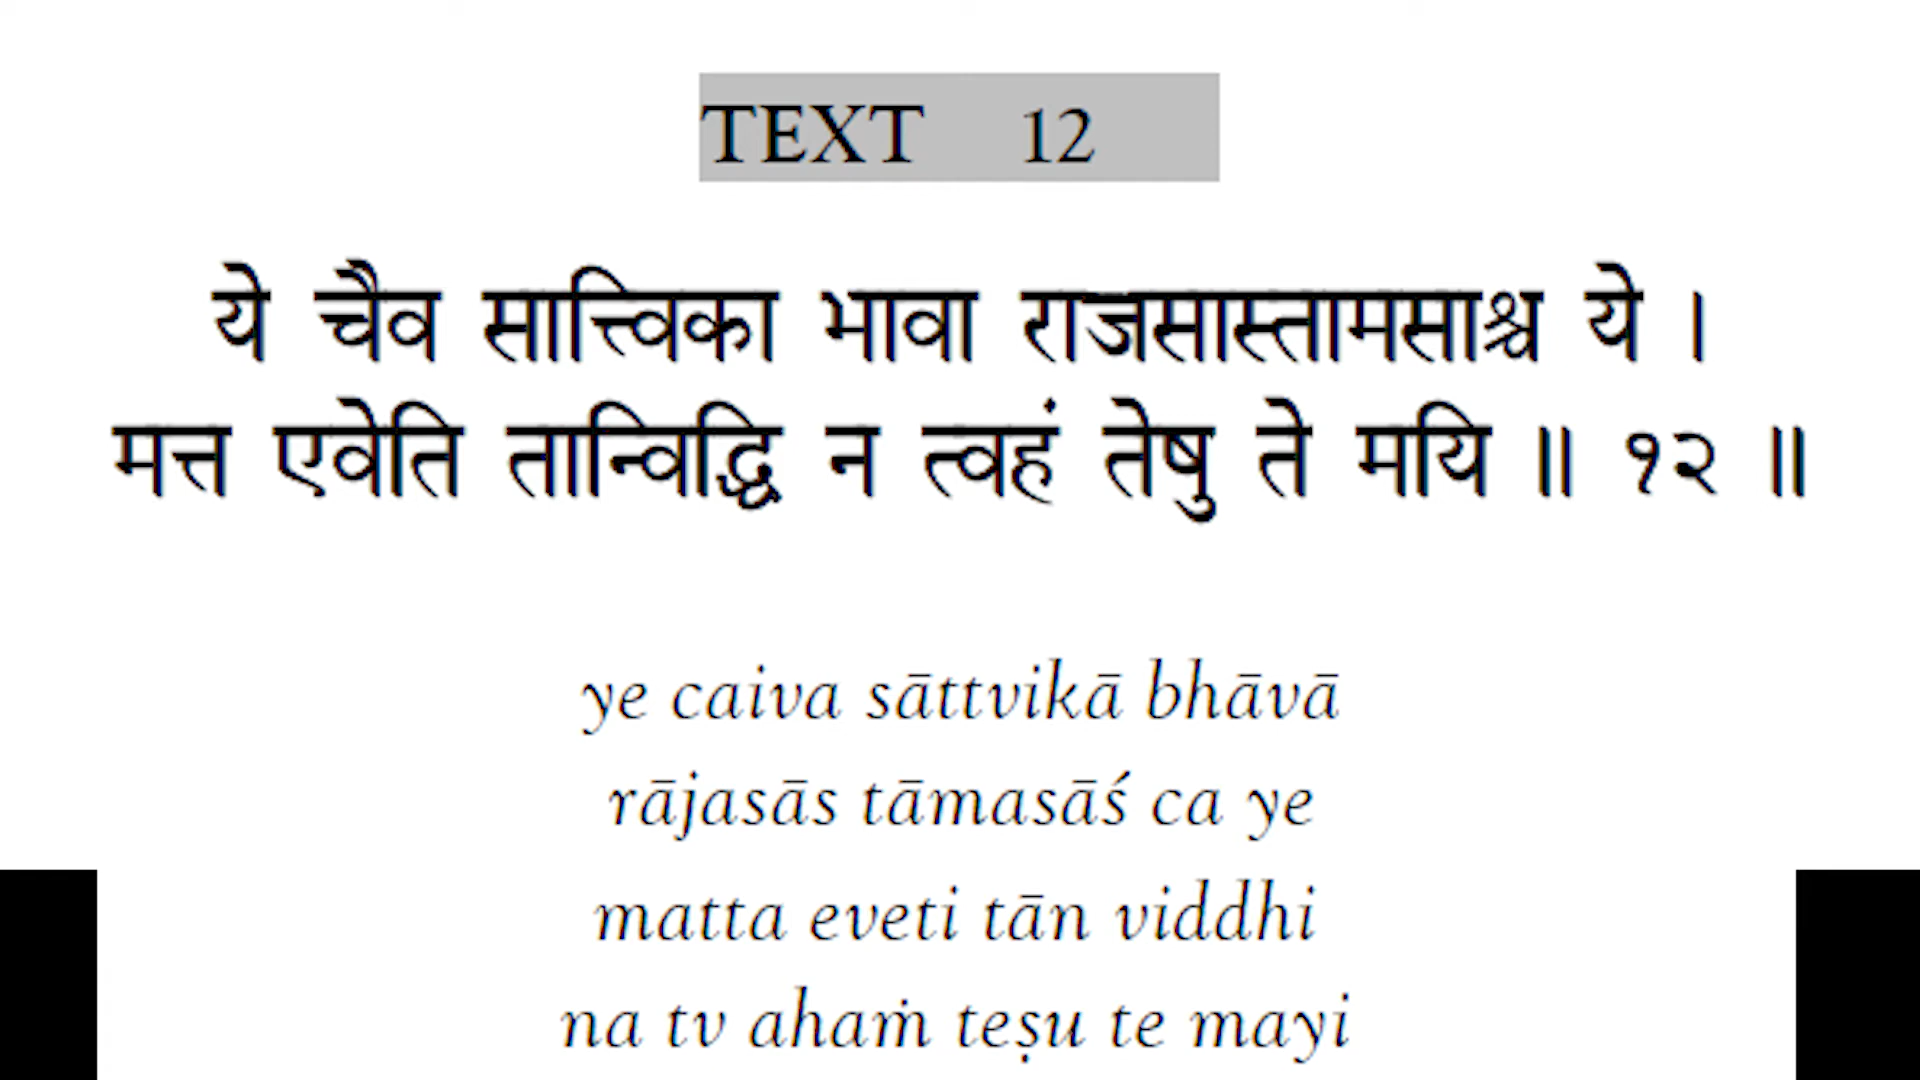 TEXT 12
ये चैव सात्त्विका भावा राजसास्तामसाश्च ये ।
मत्त एवेति तान्विद्धि न त्वहं तेषु ते मयि ॥ १२ ॥
ye caiva sāttvikā bhāvā
rājasās tāmasāś ca ye
matta eveti tān viddhi
na tv ahaṁ teṣu te mayi